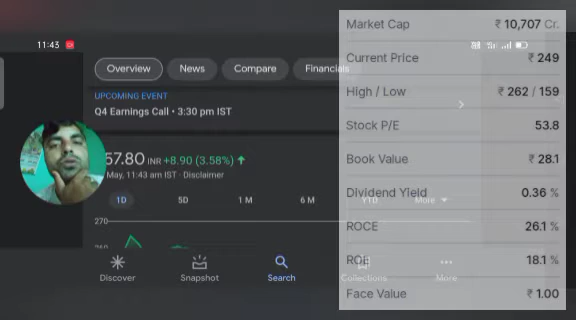 11:43
Overview
News
Compare
Financials
UPCOMING EVENT
Q4 Earnings Call • 3:30 pm IST
57.80 INR +8.90 (3.58%) ↑
May, 11:43 am IST • Disclaimer
1D
5D
1 M
6 M
YTD
More
270
Discover
Snapshot
Search
Collections
More
Market Cap ₹ 10,707 Cr.
Current Price ₹ 249
High / Low ₹ 262 / 159
Stock P/E 53.8
Book Value ₹ 28.1
Dividend Yield 0.36 %
ROCE 26.1 %
ROE 18.1 %
Face Value ₹ 1.00